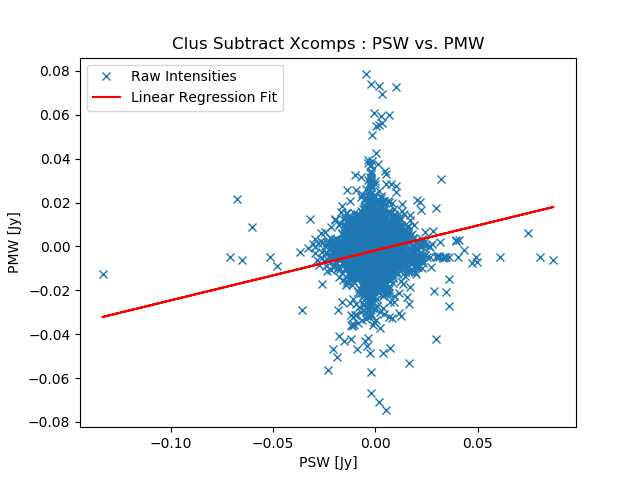 Clus Subtract Xcomps : PSW vs. PMW
Raw Intensities
Linear Regression Fit
0.08
0.06
0.04
0.02
0.00
−0.02
−0.04
−0.06
−0.08
PMW [Jy]
−0.10
−0.05
0.00
0.05
PSW [Jy]